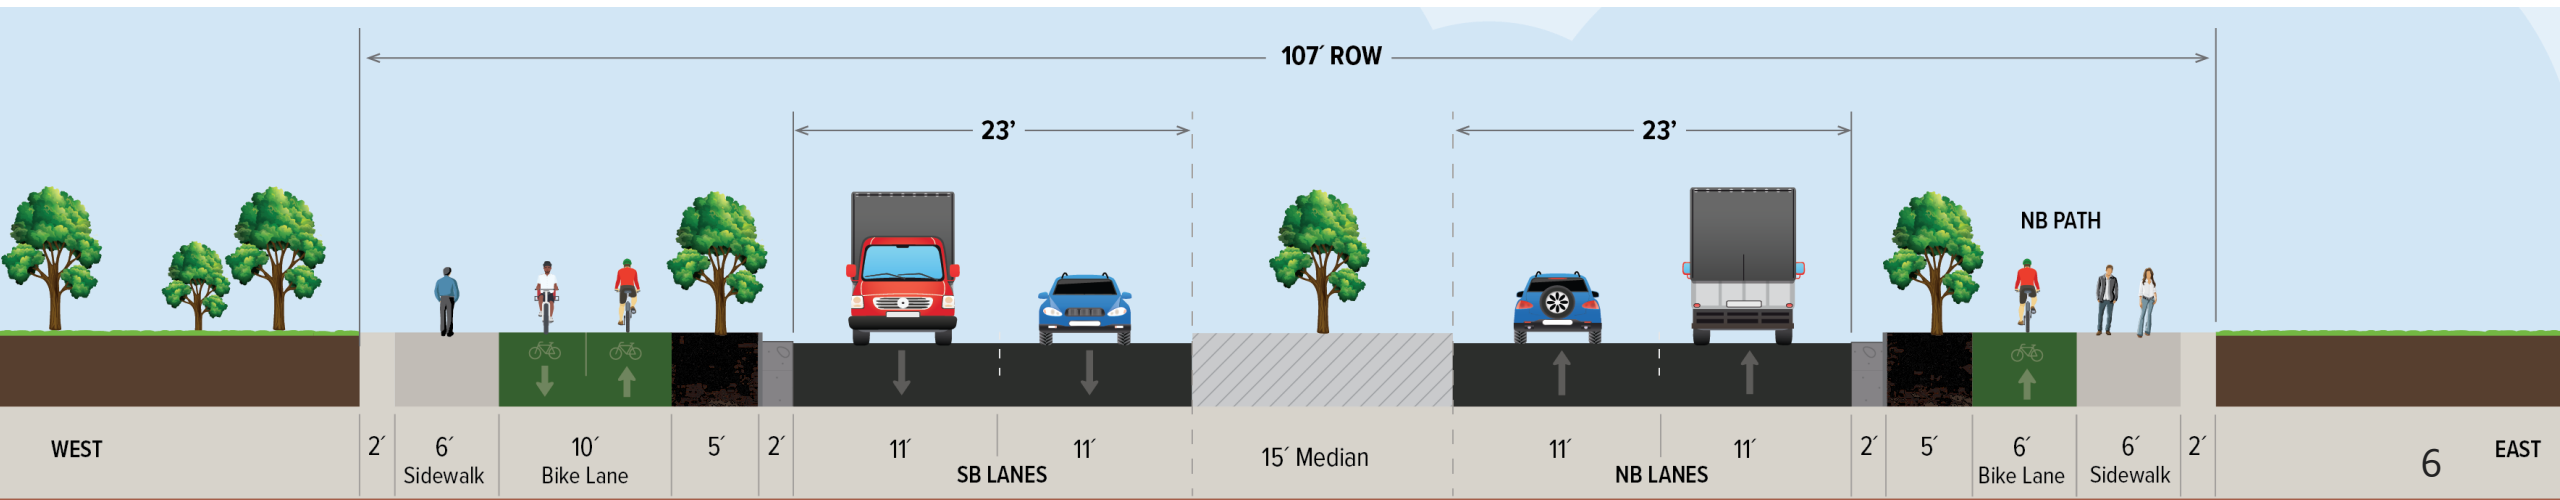 107´ ROW
23’
23’
NB PATH
WEST
2´
6´
Sidewalk
10´
Bike Lane
5´
2´
11´
11´
SB LANES
15´ Median
11´
11´
NB LANES
2´
5´
6´
Bike Lane
6´
Sidewalk
2´
6
EAST